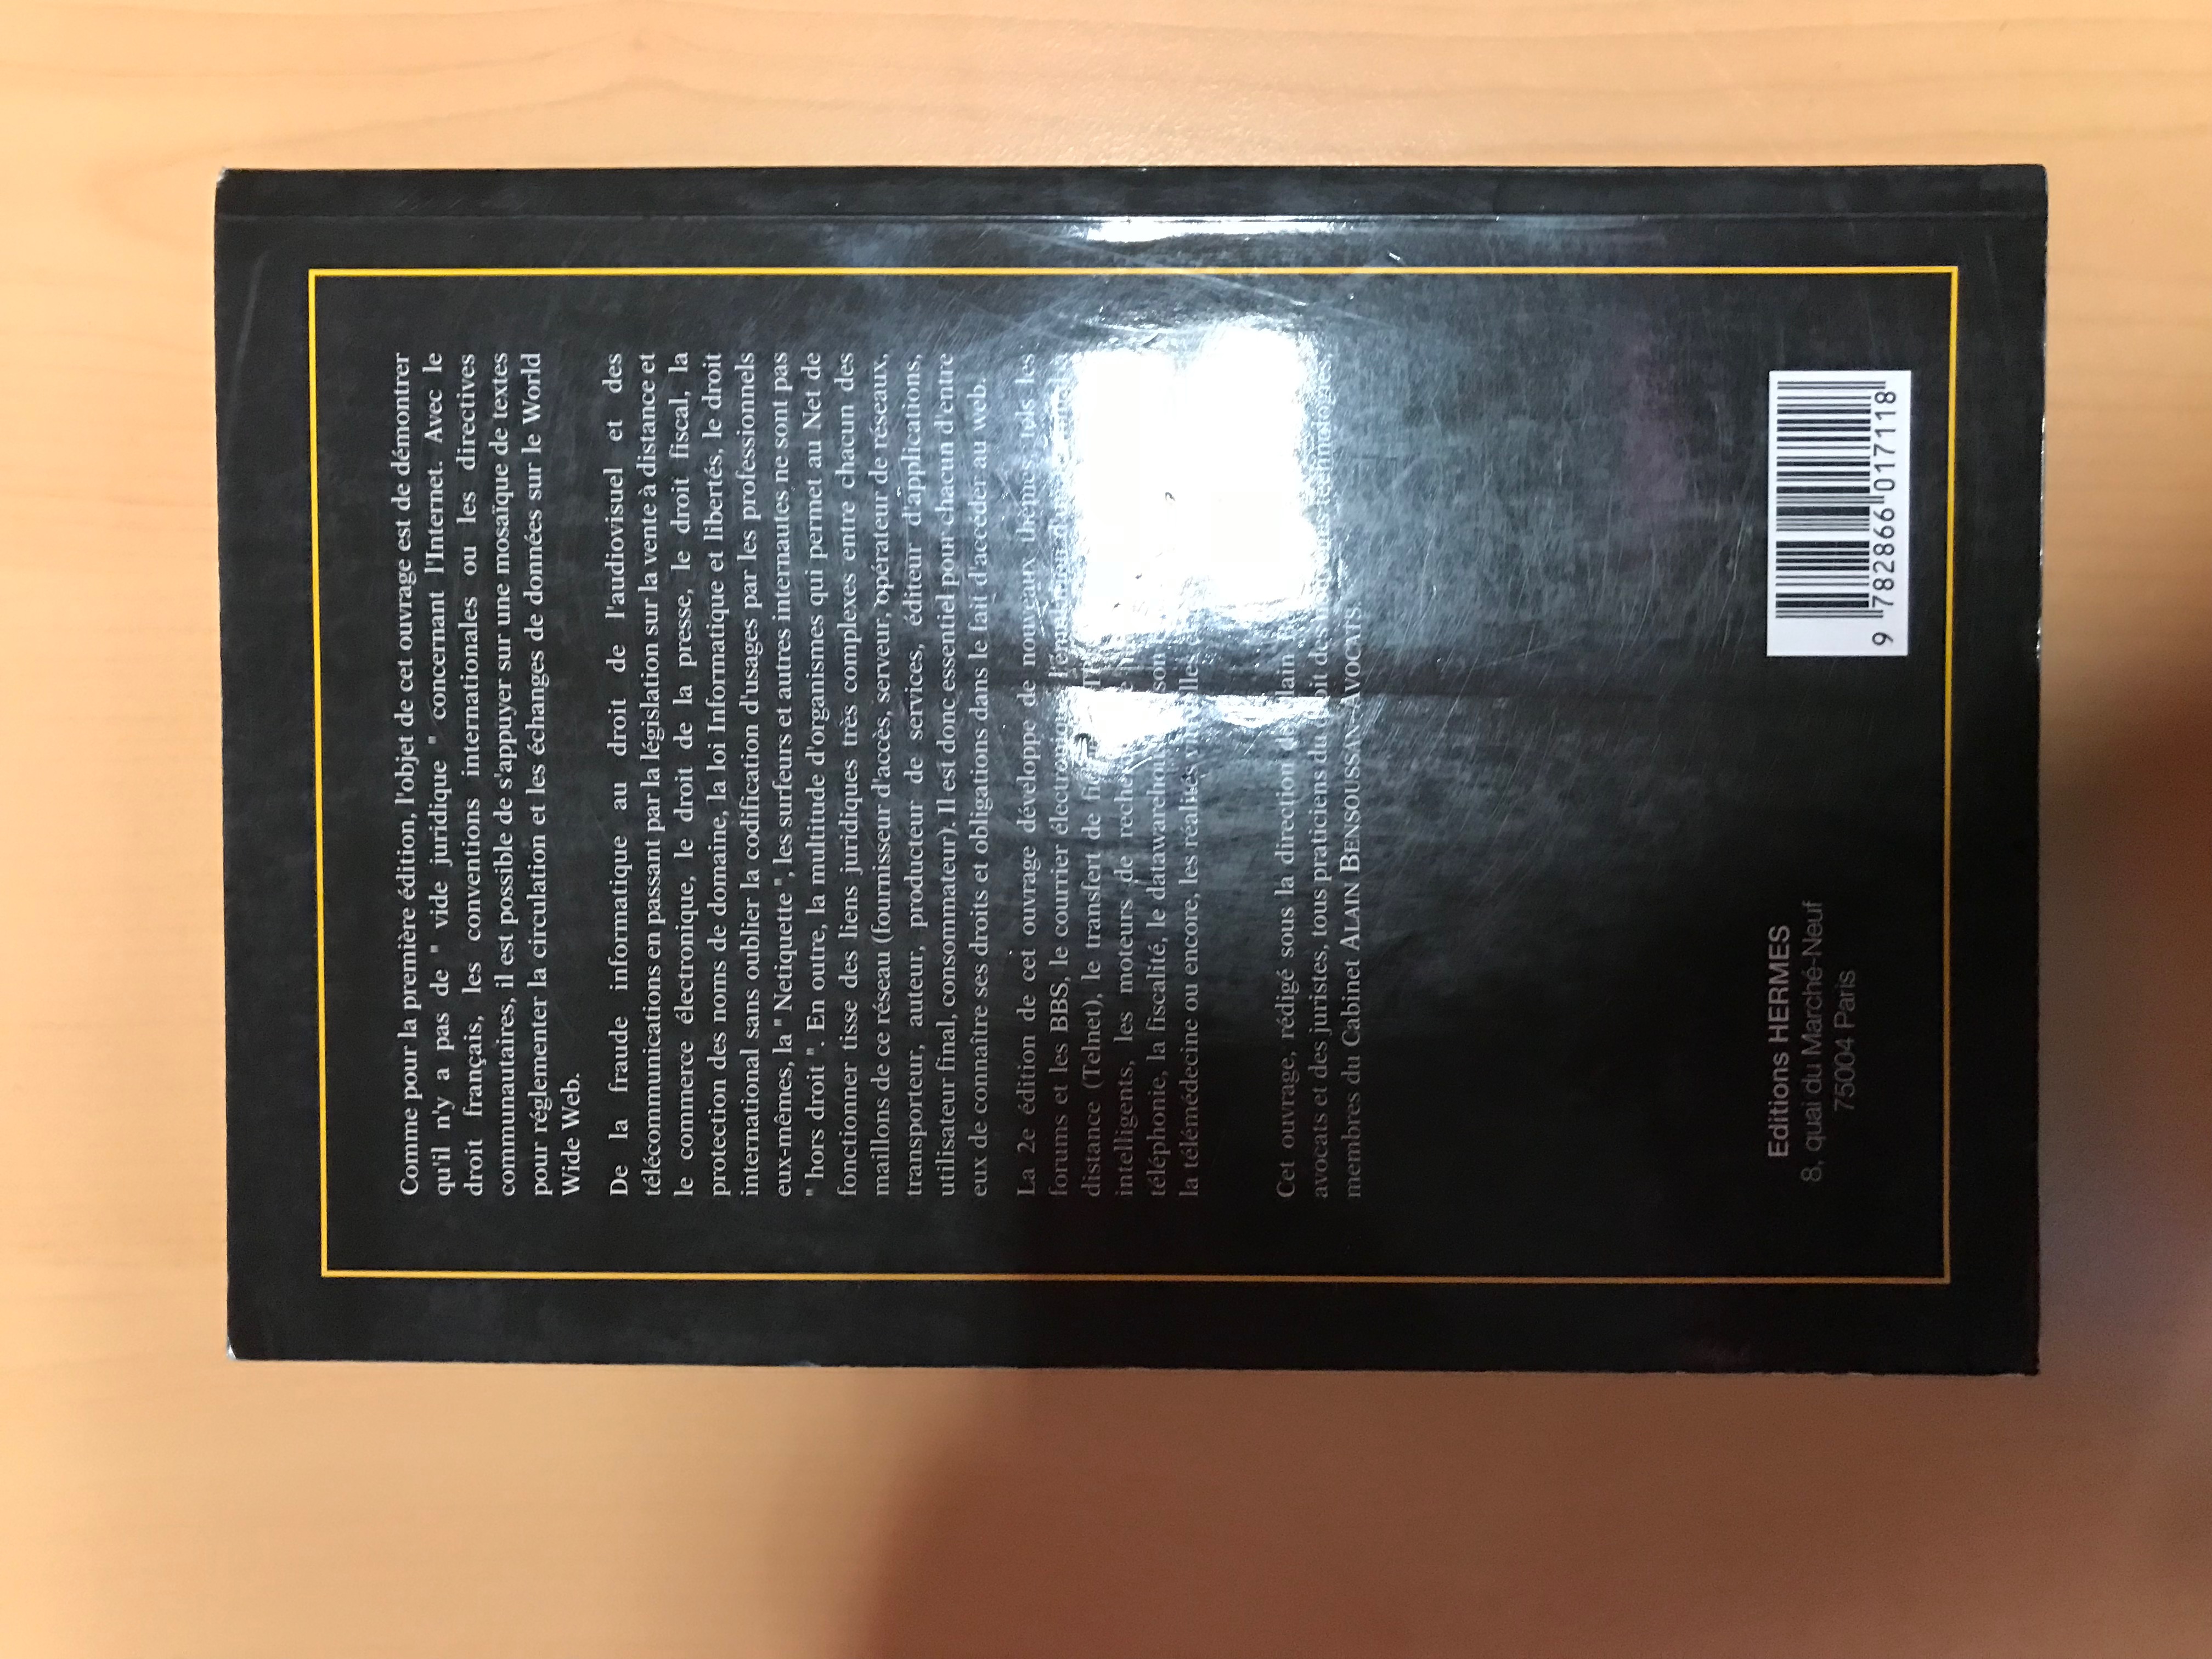 Comme pour la première édition, l'objet de cet ouvrage est de démontrer
qu'il n'y a pas de " vide juridique " concernant l'Internet. Avec le
droit français, les conventions internationales ou les directives
communautaires, il est possible de s'appuyer sur une mosaïque de textes
pour réglementer la circulation et les échanges de données sur le World
Wide Web.
De la fraude informatique au droit de l'audiovisuel et des
télécommunications en passant par la législation sur la vente à distance et
le commerce électronique, le droit de la presse, le droit fiscal, la
protection des noms de domaine, la loi Informatique et libertés, le droit
international sans oublier la codification d'usages par les professionnels
eux-mêmes, la " Netiquette ", les surfeurs et autres internautes ne sont pas
" hors droit ". En outre, la multitude d'organismes qui permet au Net de
fonctionner tisse des liens juridiques très complexes entre chacun des
maillons de ce réseau (fournisseur d'accès, serveur, opérateur de réseaux,
transporteur, auteur, producteur de services, éditeur d'applications,
utilisateur final, consommateur). Il est donc essentiel pour chacun d'entre
eux de connaître ses droits et obligations dans le fait d'accéder au web.
La 2e édition de cet ouvrage développe de nouveaux thèmes, tels les
forums et les BBS, le courrier électronique, l'émulation
distance (Telnet), le transfert de
intelligents, les moteurs de
téléphonie, la fiscalité, le son
la télémédecine ou encore, les réalités virtuelles
Cet ouvrage, rédigé sous la direction
avocats et des juristes, tous praticiens du droit des nouvelles technologies,
membres du Cabinet ALAIN BENSOUSSAN-AVOCATS.
Editions HERMES
8, quai du Marché-Neuf
75004 Paris
9 782866 017118